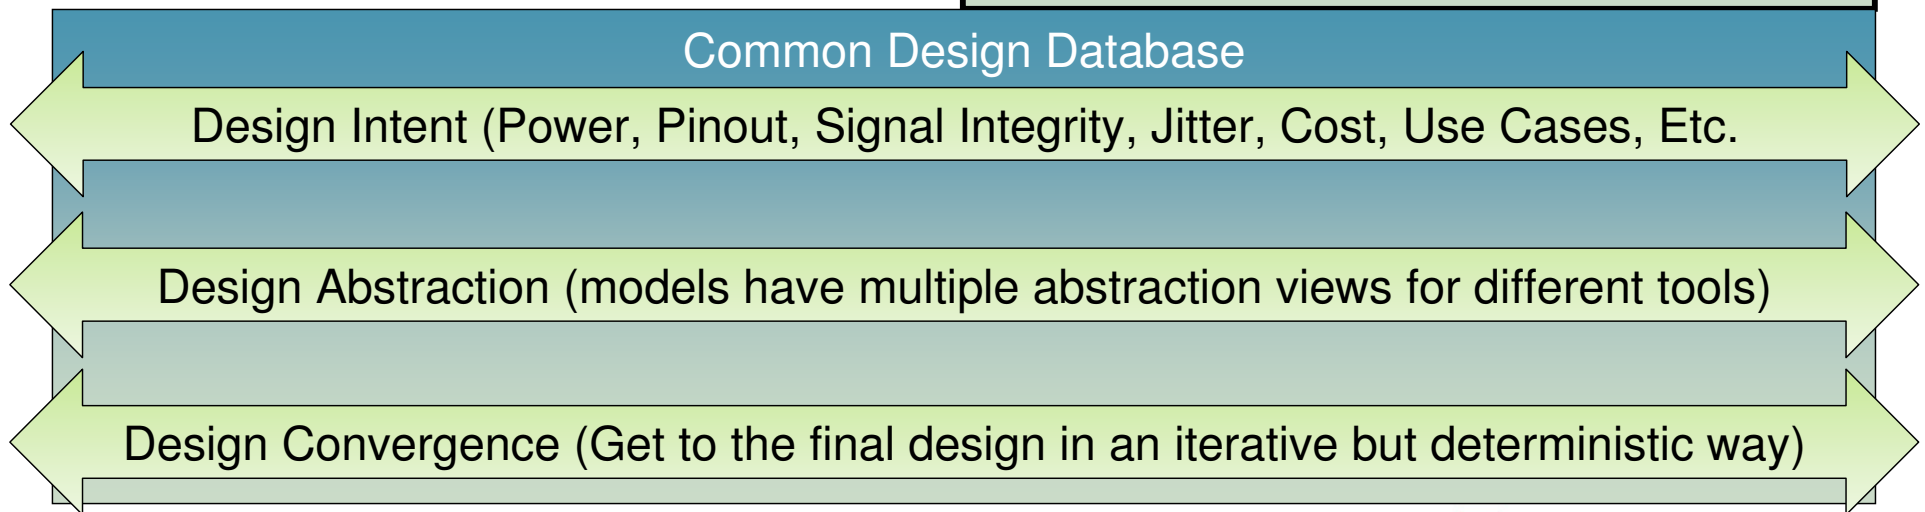 Common Design Database
Design Intent (Power, Pinout, Signal Integrity, Jitter, Cost, Use Cases, Etc.
Design Abstraction (models have multiple abstraction views for different tools)
Design Convergence (Get to the final design in an iterative but deterministic way)